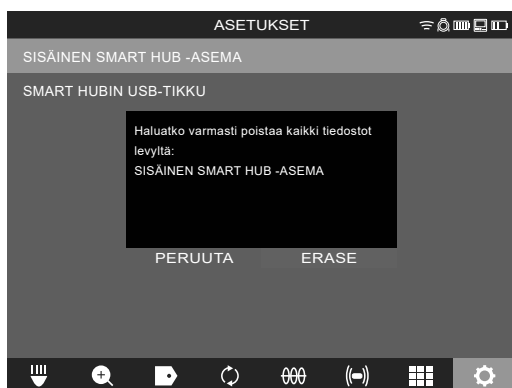 ASETUKSET
SISÄINEN SMART HUB -ASEMA
SMART HUBIN USB-TIKKU
Haluatko varmasti poistaa kaikki tiedostot
levyltä:
SISÄINEN SMART HUB -ASEMA
PERUUTA ERASE